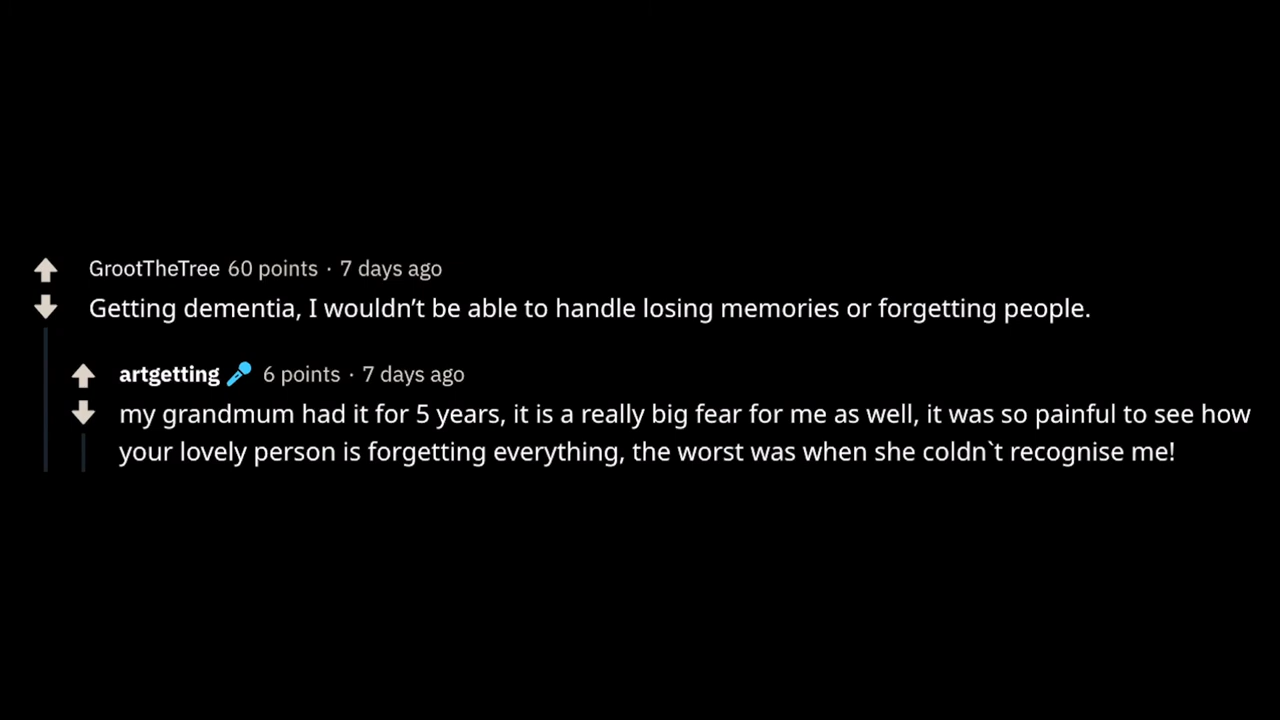 GrootTheTree 60 points · 7 days ago
Getting dementia, I wouldn’t be able to handle losing memories or forgetting people.
artgetting 6 points · 7 days ago
my grandmum had it for 5 years, it is a really big fear for me as well, it was so painful to see how
your lovely person is forgetting everything, the worst was when she coldn`t recognise me!